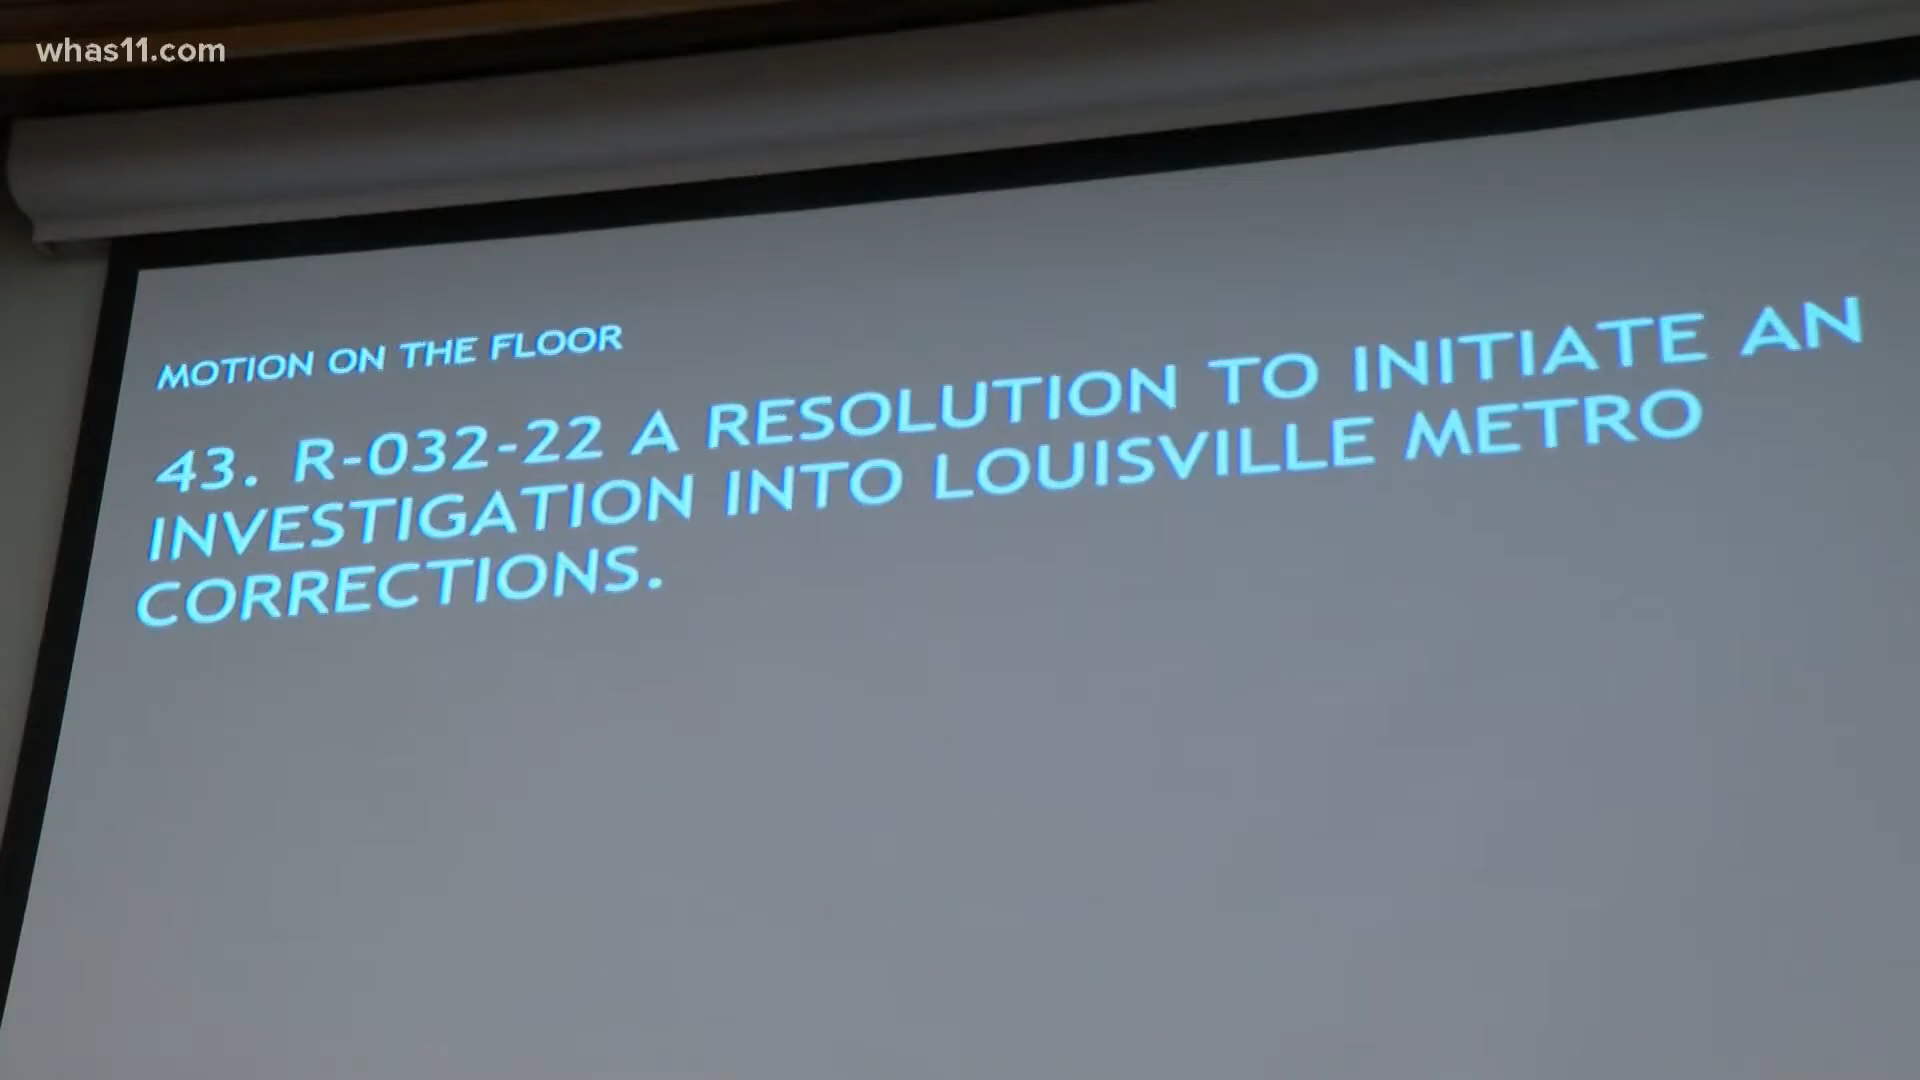 whas11.com
MOTION ON THE FLOOR
43. R-032-22 A RESOLUTION TO INITIATE AN
INVESTIGATION INTO LOUISVILLE METRO
CORRECTIONS.